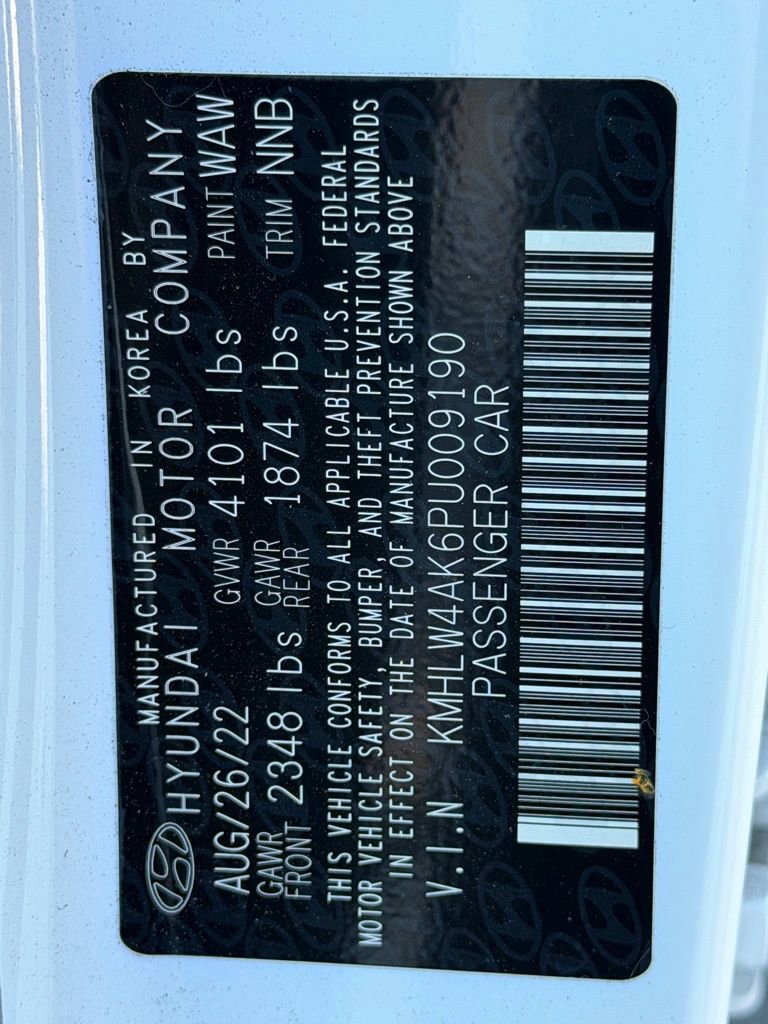 MANUFACTURED IN KOREA BY
HYUNDAI MOTOR COMPANY
AUG/26/22 GVWR 4101 lbs PAINT WAW
GAWR FRONT 2348 lbs GAWR REAR 1874 lbs TRIM NNB
THIS VEHICLE CONFORMS TO ALL APPLICABLE U.S.A. FEDERAL
MOTOR VEHICLE SAFETY, BUMPER, AND THEFT PREVENTION STANDARDS
IN EFFECT ON THE DATE OF MANUFACTURE SHOWN ABOVE
V.I.N KMHLW4AK6PU009190
PASSENGER CAR